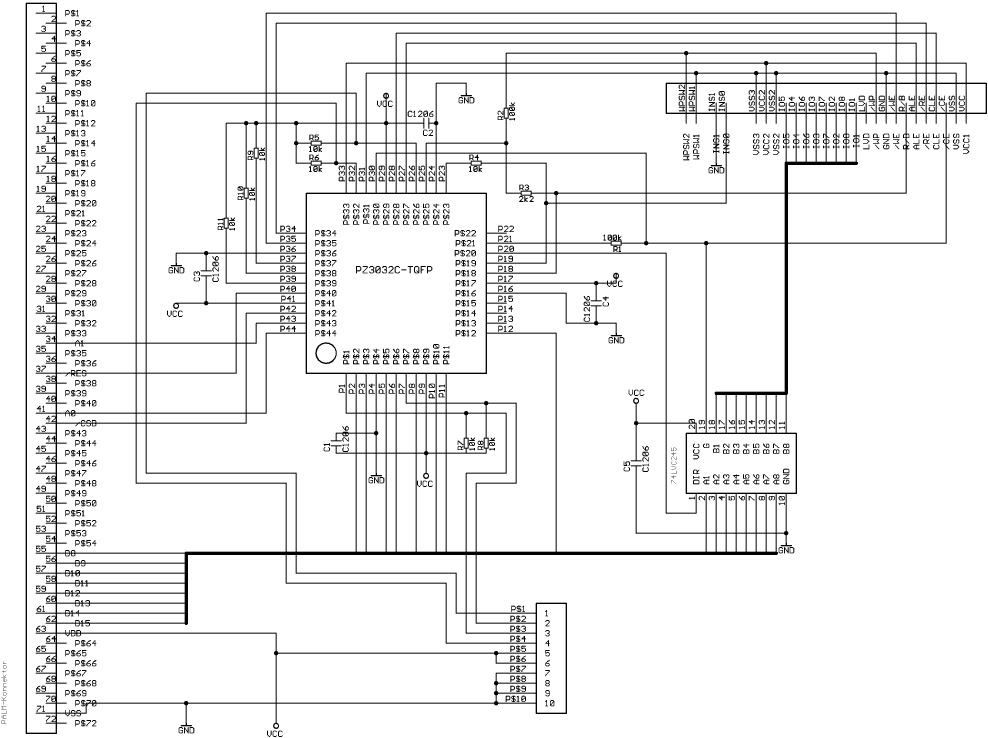 1 P$1
2 P$2
3 P$3
4 P$4
5 P$5
6 P$6
7 P$7
8 P$8
9 P$9
10 P$10
11 P$11
12 P$12
13 P$13
14 P$14
15 P$15
16 P$16
17 P$17
18 P$18
19 P$19
20 P$20
21 P$21
22 P$22
23 P$23
24 P$24
25 P$25
26 P$26
27 P$27
28 P$28
29 P$29
30 P$30
31 P$31
32 P$32
33 P$33
34 A1
35 P$35
36 P$36
37 /RES
38 P$38
39 P$39
40 P$40
41 A0
42 /CSD
43 P$43
44 P$44
45 P$45
46 P$46
47 P$47
48 P$48
49 P$49
50 P$50
51 P$51
52 P$52
53 P$53
54 P$54
55 D8
56 D9
57 D10
58 D11
59 D12
60 D13
61 D14
62 D15
63 VDD
64 P$64
65 P$65
66 P$66
67 P$67
68 P$68
69 P$69
70 P$70
71 VSS
72 P$72
PALM-Konnektor
VCC
C1206
C2
GND
R2
100k
R5
10k
R6
10k
R4
10k
R3
2k2
R9
10k
R10
10k
R11
10k
P33 P32 P31 P30 P29 P28 P27 P26 P25 P24 P23
P$33 P$32 P$31 P$30 P$29 P$28 P$27 P$26 P$25 P$24 P$23
P34 P$34
P35 P$35
P36 P$36
P37 P$37
P38 P$38
P39 P$39
P40 P$40
P41 P$41
P42 P$42
P43 P$43
P44 P$44
PZ3032C-TQFP
P$22 P22
P$21 P21
P$20 P20
P$19 P19
P$18 P18
P$17 P17
P$16 P16
P$15 P15
P$14 P14
P$13 P13
P$12 P12
P$1 P$2 P$3 P$4 P$5 P$6 P$7 P$8 P$9 P$10 P$11
P1 P2 P3 P4 P5 P6 P7 P8 P9 P10 P11
GND
C3
C1206
VCC
100k
R1
VCC
C1206
C4
GND
C1
C1206
GND
VCC
R7
10k
R8
10k
WPSW2 WPSW1 INS1 INS0 VSS3 VCC2 VSS2 IO5 IO4 IO6 IO3 IO7 IO2 IO8 IO1 LVD /WP GND /WE R/B ALE /RE CLE /CE VSS VCC
WPSW2 WPSW1 INS1 INS0 VSS3 VCC2 VSS2 IO5 IO4 IO6 IO3 IO7 IO2 IO8 IO1 LVD /WP GND /WE R/B ALE /RE CLE /CE VSS VCC1
GND
VCC
C5
C1206
74LVC245
20 19 18 17 16 15 14 13 12 11
VCC G B1 B2 B3 B4 B5 B6 B7 B8
DIR A1 A2 A3 A4 A5 A6 A7 A8 GND
1 2 3 4 5 6 7 8 9 10
GND
P$1 1
P$2 2
P$3 3
P$4 4
P$5 5
P$6 6
P$7 7
P$8 8
P$9 9
P$10 10
GND
VCC